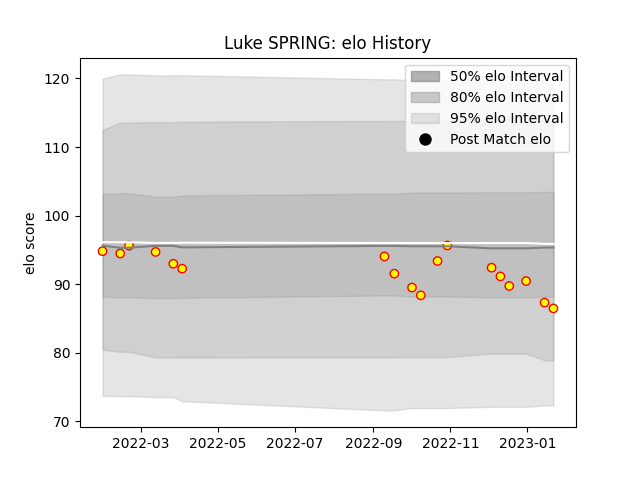 Luke SPRING: elo History
120
110
100
90
80
70
elo score
50% elo Interval
80% elo Interval
95% elo Interval
Post Match elo
2022-03
2022-05
2022-07
2022-09
2022-11
2023-01